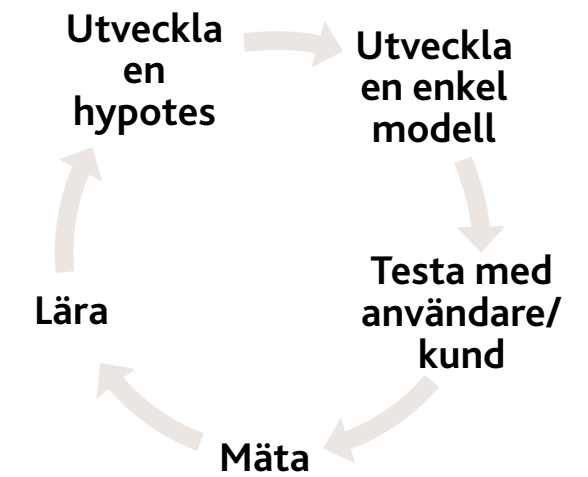 Utveckla
en
hypotes
Utveckla
en enkel
modell
Testa med
användare/
kund
Mäta
Lära